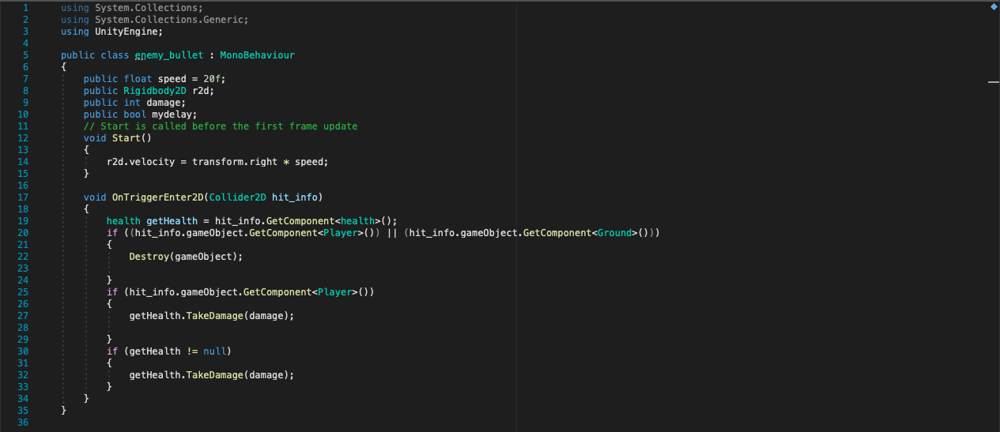 1 using System.Collections;
2 using System.Collections.Generic;
3 using UnityEngine;
4
5 public class enemy_bullet : MonoBehaviour
6 {
7     public float speed = 20f;
8     public Rigidbody2D r2d;
9     public int damage;
10     public bool mydelay;
11     // Start is called before the first frame update
12     void Start()
13     {
14         r2d.velocity = transform.right * speed;
15     }
16
17     void OnTriggerEnter2D(Collider2D hit_info)
18     {
19         health getHealth = hit_info.GetComponent<health>();
20         if ((hit_info.gameObject.GetComponent<Player>()) || (hit_info.gameObject.GetComponent<Ground>()))
21         {
22             Destroy(gameObject);
23
24         }
25         if (hit_info.gameObject.GetComponent<Player>())
26         {
27             getHealth.TakeDamage(damage);
28
29         }
30         if (getHealth != null)
31         {
32             getHealth.TakeDamage(damage);
33         }
34     }
35 }
36